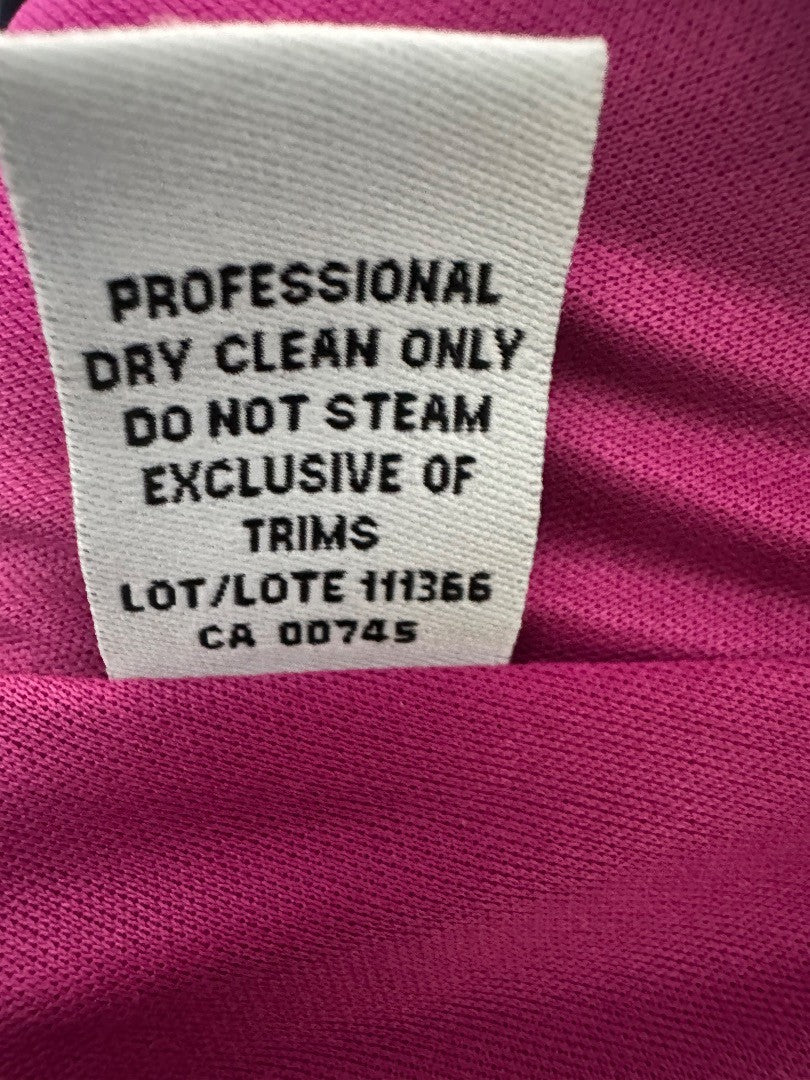 PROFESSIONAL
DRY CLEAN ONLY
DO NOT STEAM
EXCLUSIVE OF
TRIMS
LOT/LOTE 111366
CA 00745